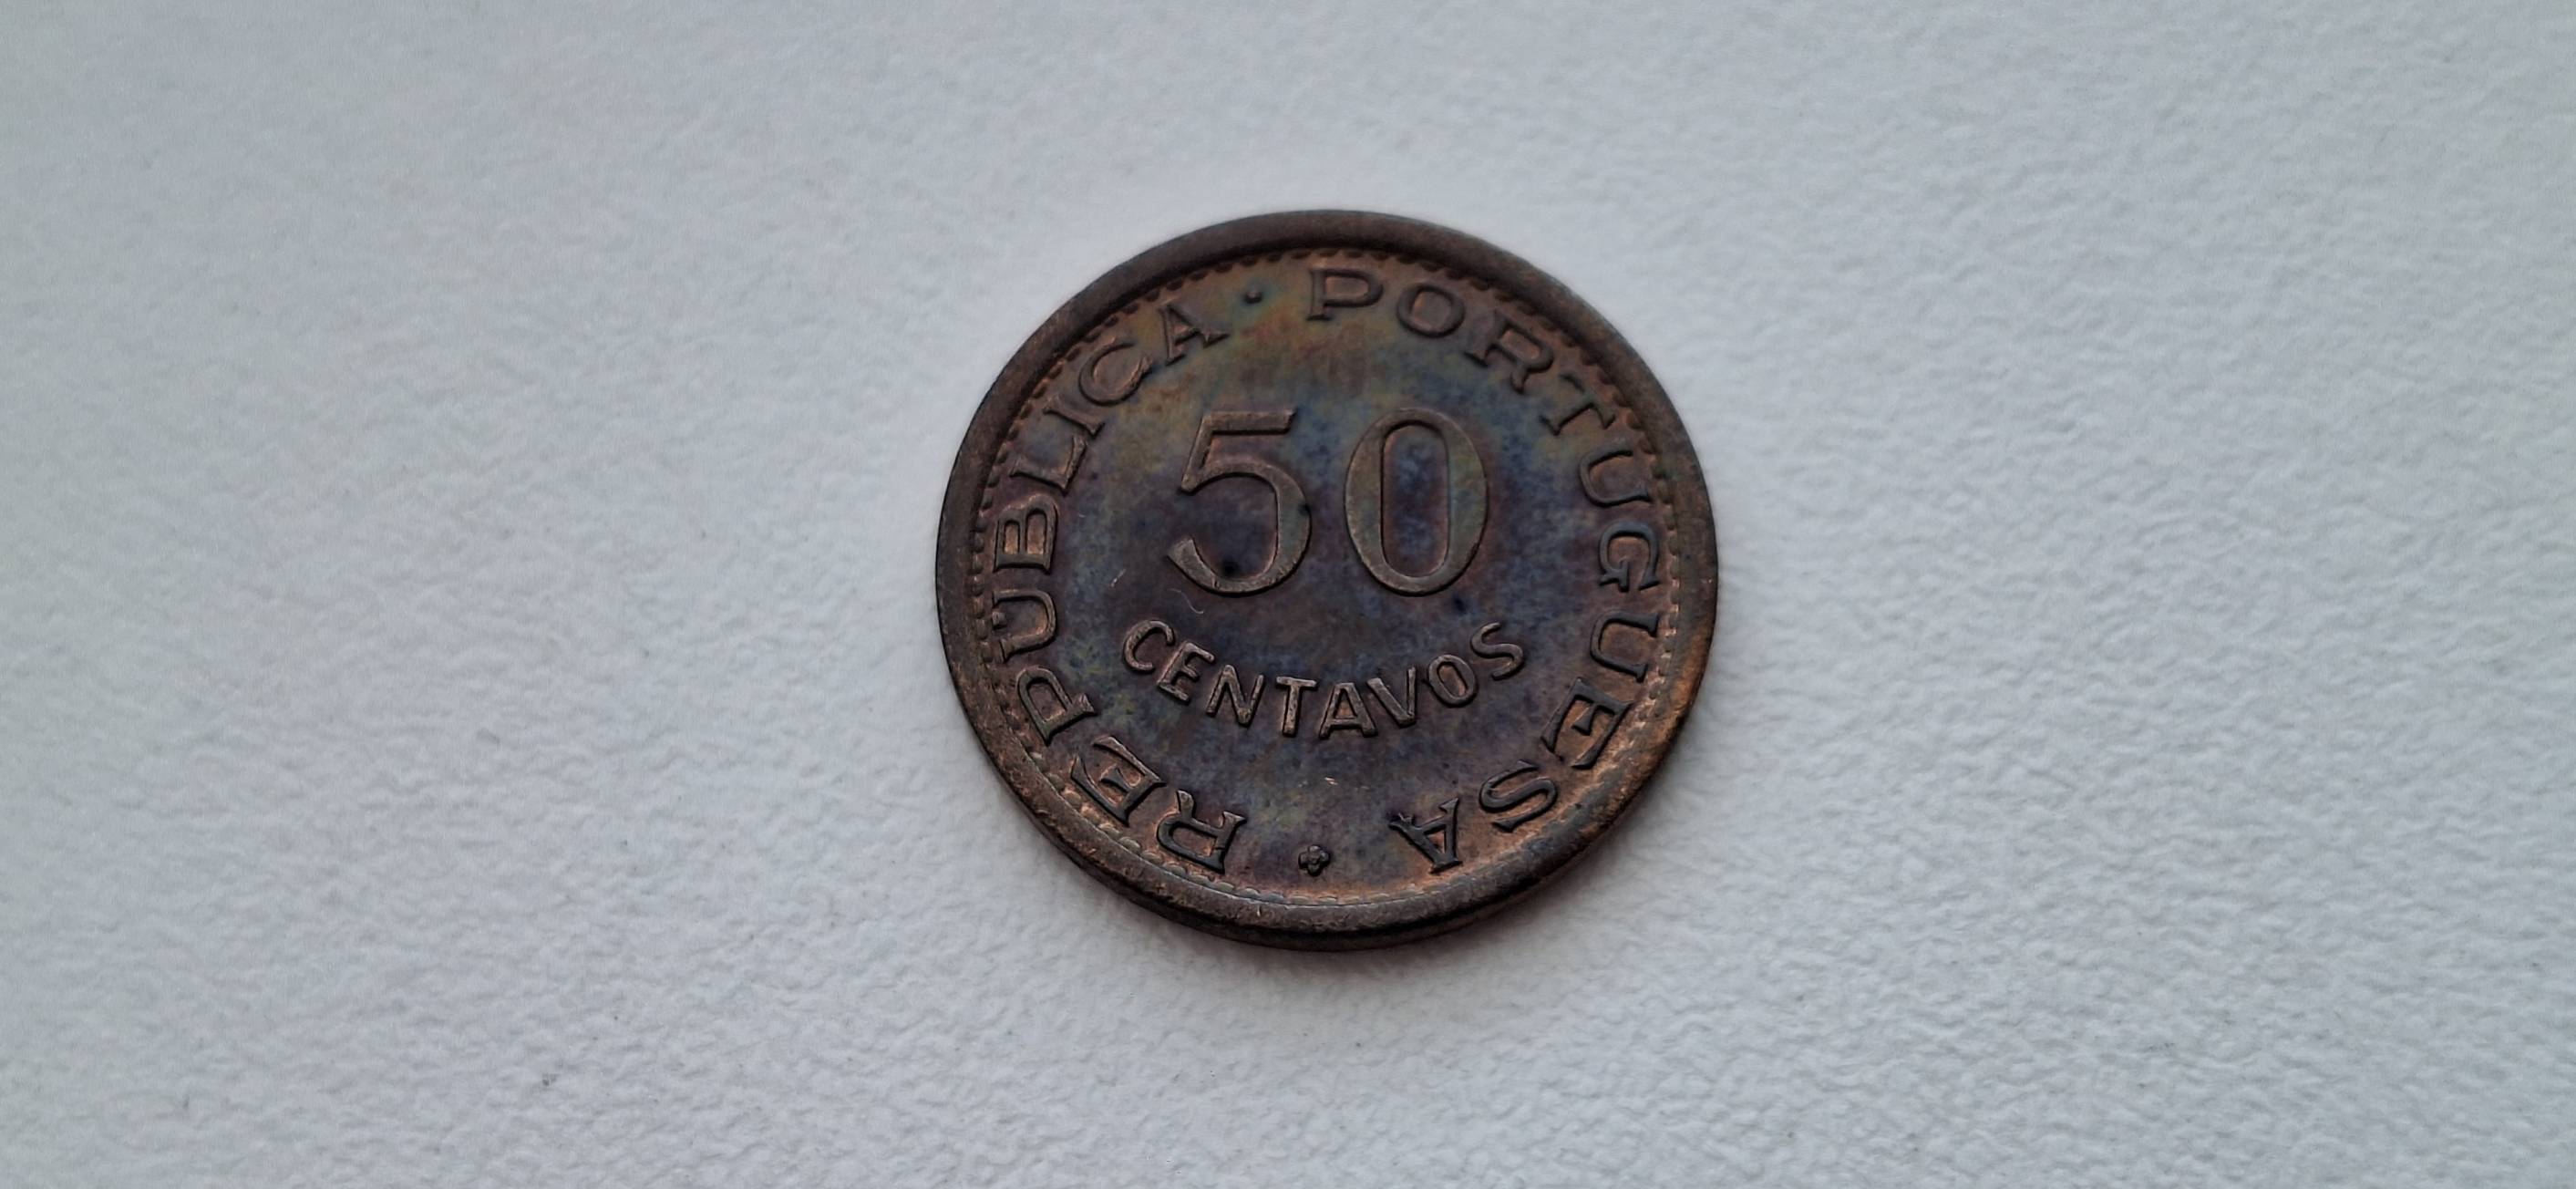 REPÚBLICA · PORTUGUESA
50
CENTAVOS